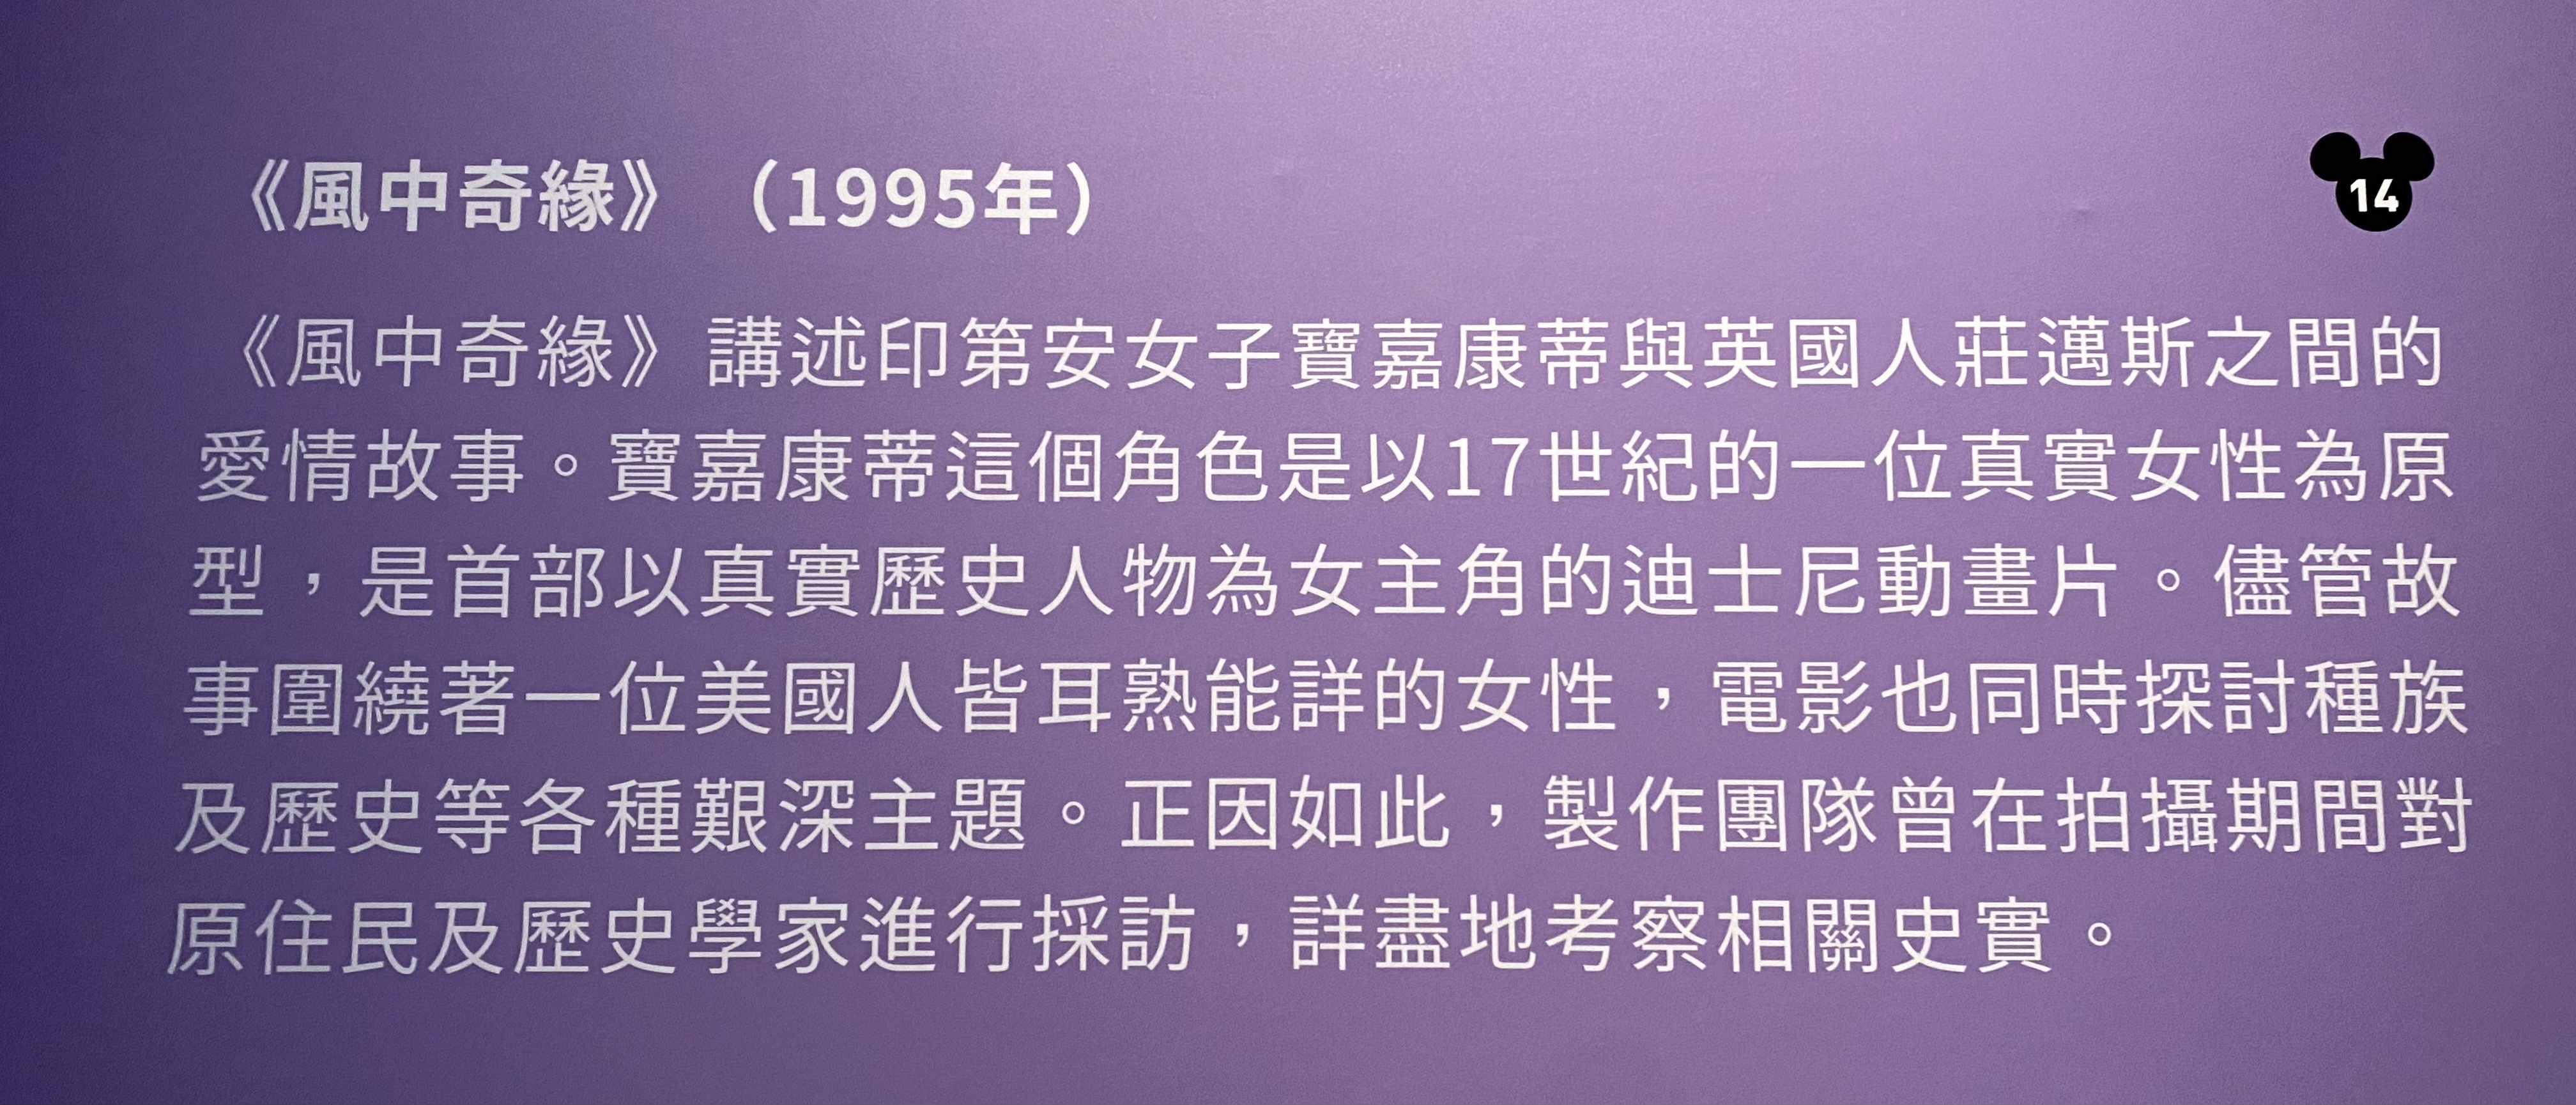 《風中奇緣》（1995年）
14
《風中奇緣》講述印第安女子寶嘉康蒂與英國人莊邁斯之間的
愛情故事。寶嘉康蒂這個角色是以17世紀的一位真實女性為原
型，是首部以真實歷史人物為女主角的迪士尼動畫片。儘管故
事圍繞著一位美國人皆耳熟能詳的女性，電影也同時探討種族
及歷史等各種艱深主題。正因如此，製作團隊曾在拍攝期間對
原住民及歷史學家進行採訪，詳盡地考察相關史實。